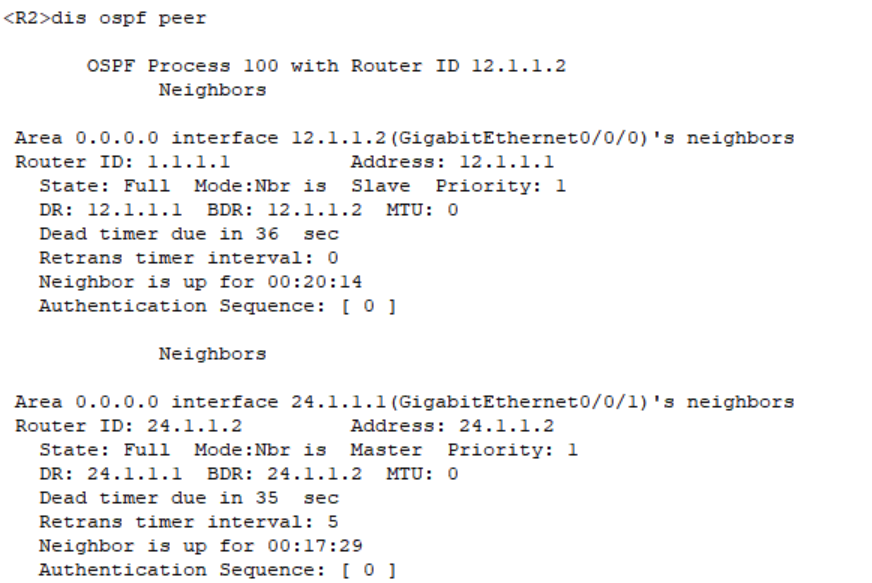 <R2>dis ospf peer
OSPF Process 100 with Router ID 12.1.1.2
Neighbors
Area 0.0.0.0 interface 12.1.1.2(GigabitEthernet0/0/0)'s neighbors
Router ID: 1.1.1.1 Address: 12.1.1.1
State: Full Mode:Nbr is Slave Priority: 1
DR: 12.1.1.1 BDR: 12.1.1.2 MTU: 0
Dead timer due in 36 sec
Retrans timer interval: 0
Neighbor is up for 00:20:14
Authentication Sequence: [ 0 ]
Neighbors
Area 0.0.0.0 interface 24.1.1.1(GigabitEthernet0/0/1)'s neighbors
Router ID: 24.1.1.2 Address: 24.1.1.2
State: Full Mode:Nbr is Master Priority: 1
DR: 24.1.1.1 BDR: 24.1.1.2 MTU: 0
Dead timer due in 35 sec
Retrans timer interval: 5
Neighbor is up for 00:17:29
Authentication Sequence: [ 0 ]